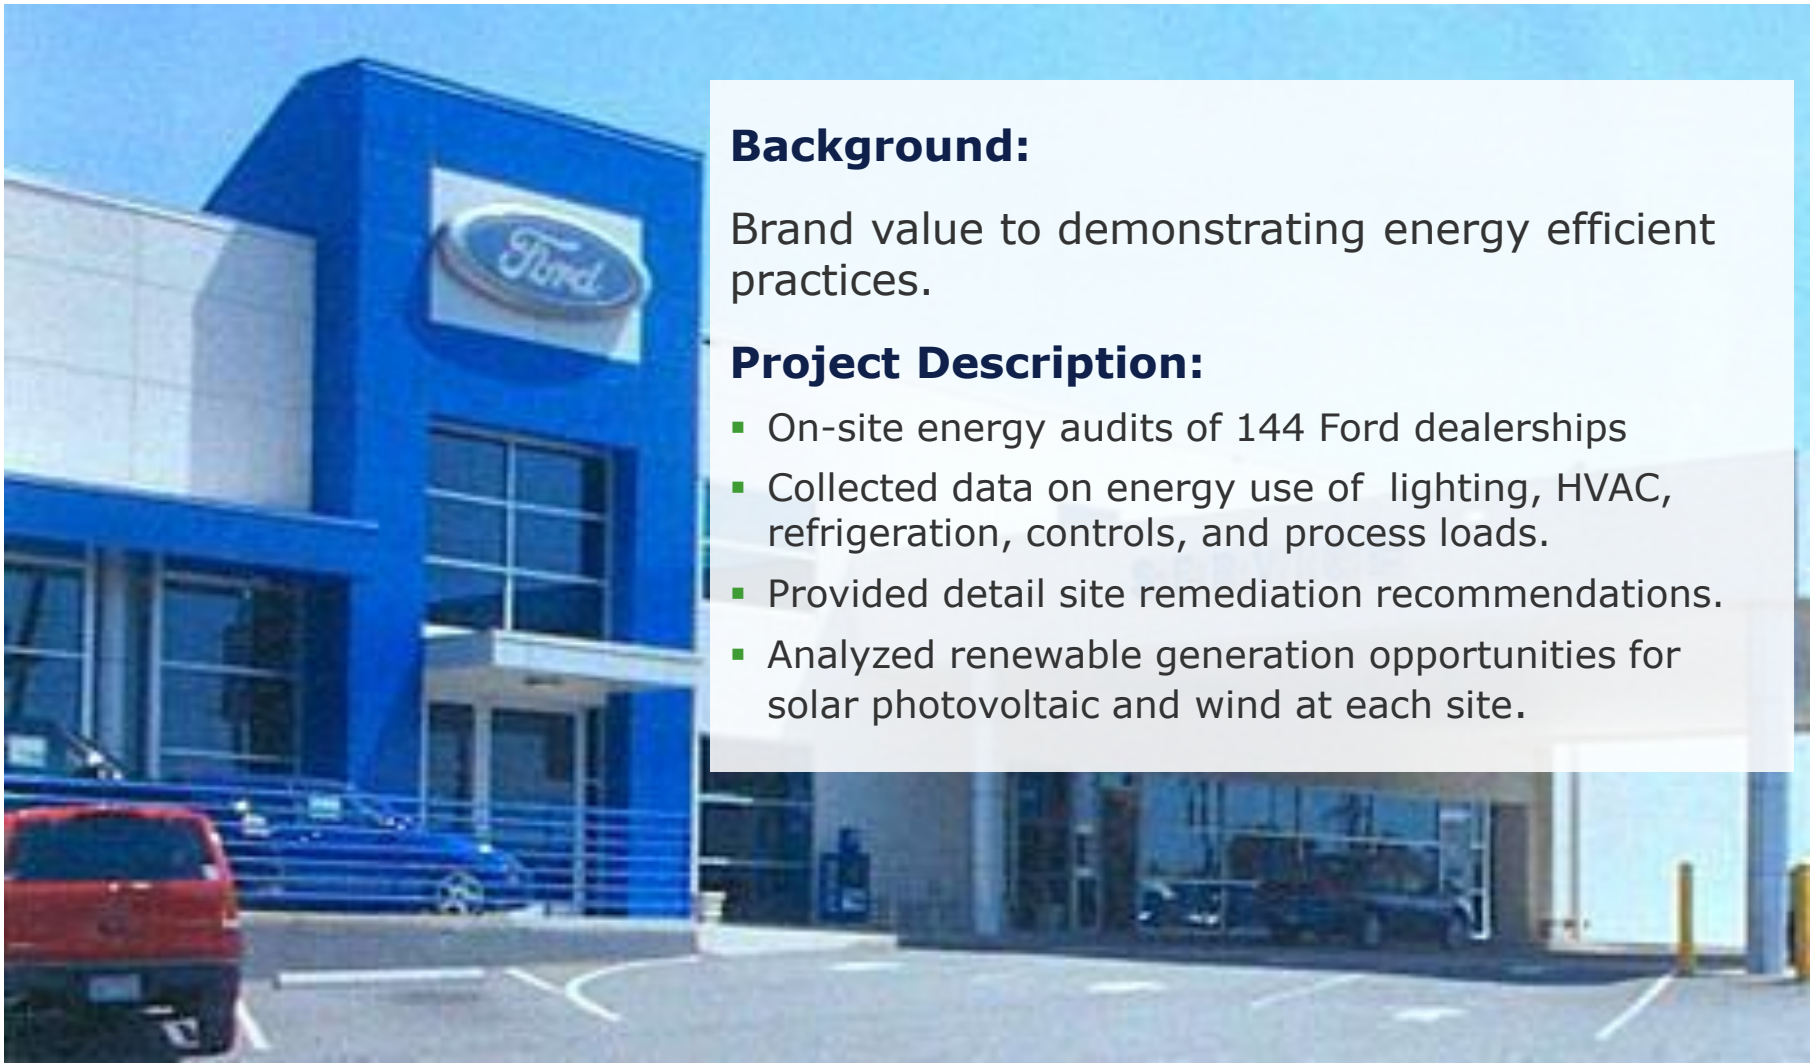 Ford
Background:
Brand value to demonstrating energy efficient
practices.
Project Description:
▪ On-site energy audits of 144 Ford dealerships
▪ Collected data on energy use of  lighting, HVAC,
refrigeration, controls, and process loads.
▪ Provided detail site remediation recommendations.
▪ Analyzed renewable generation opportunities for
solar photovoltaic and wind at each site.
SERVICE